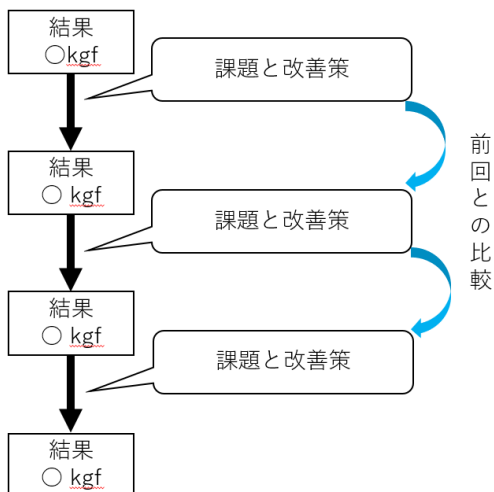 結果
〇kgf
課題と改善策
前回との比較
結果
〇 kgf
課題と改善策
結果
〇 kgf
課題と改善策
結果
〇 kgf